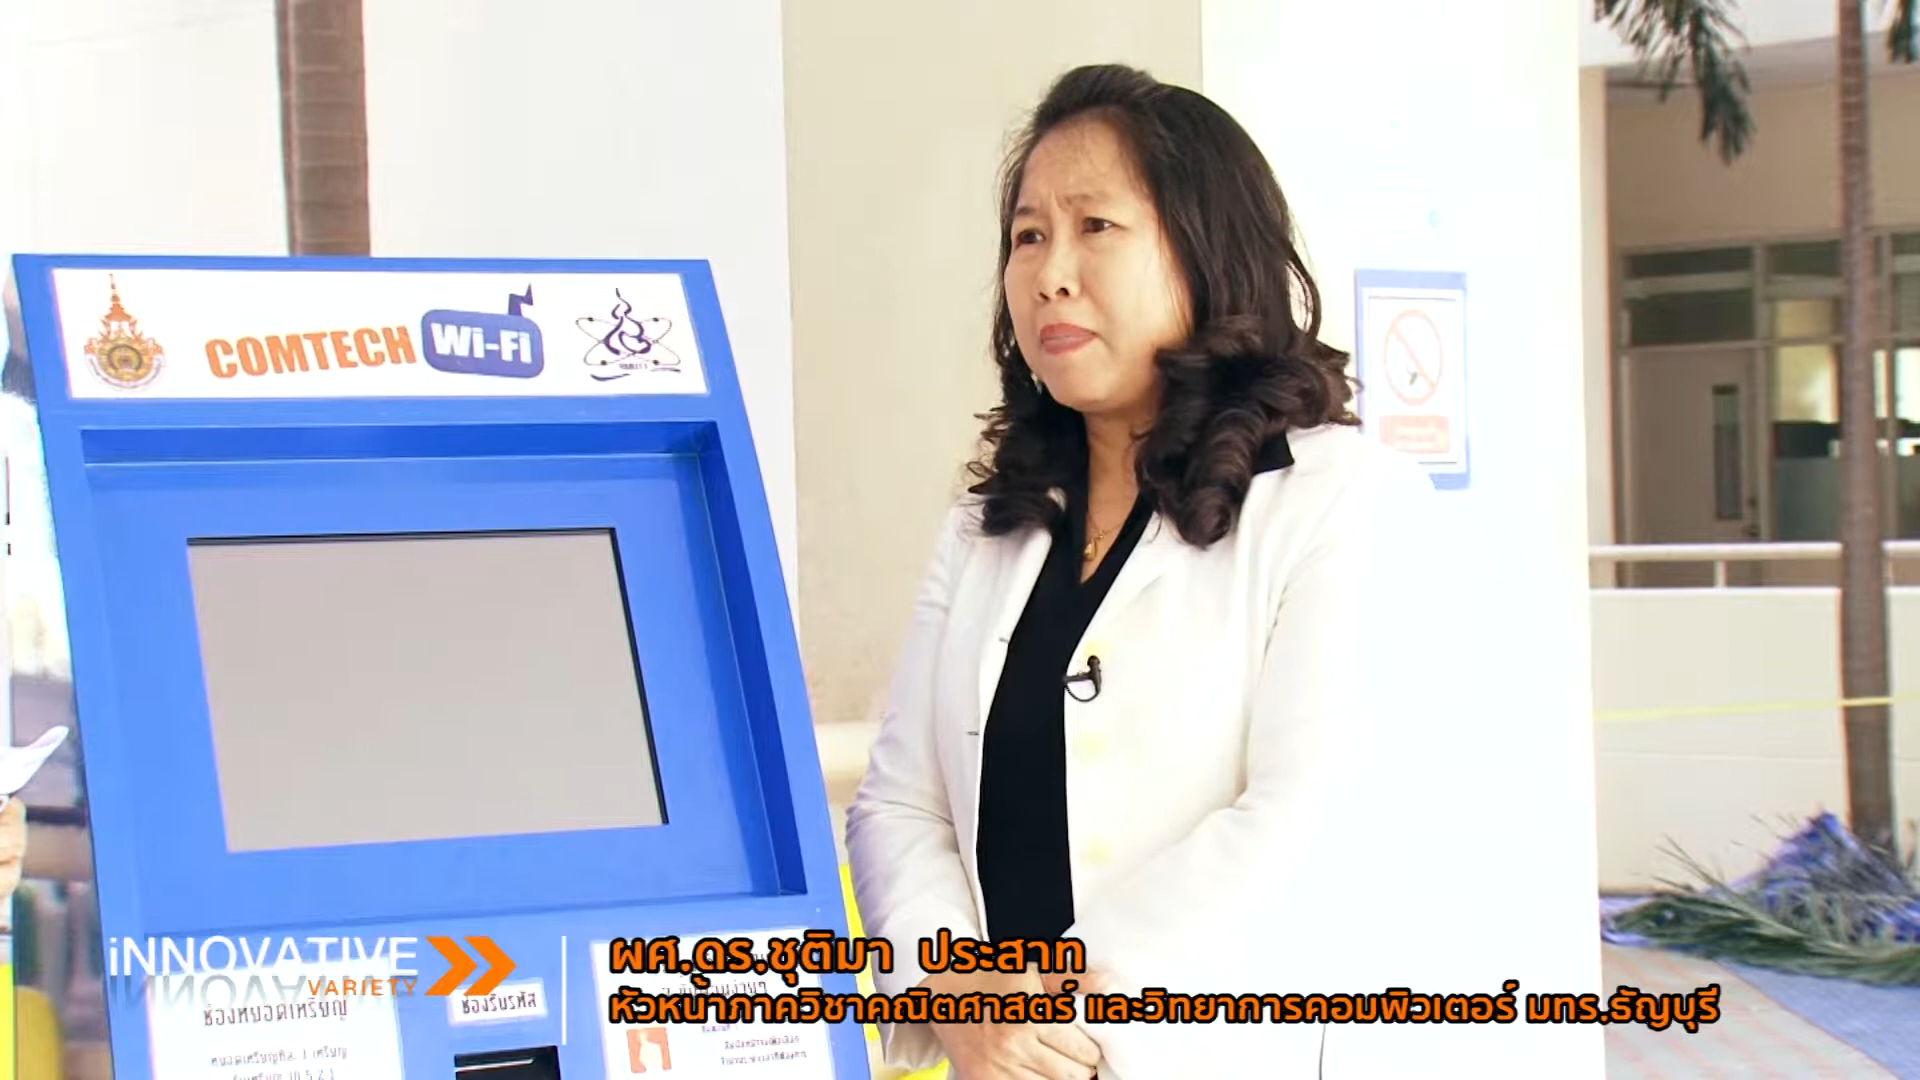 COMTECH Wi-Fi
iNNOVATIVE
VARIETY
ผศ.ดร.ชุติมา ประสาท
หัวหน้าภาควิชาคณิตศาสตร์ และวิทยาการคอมพิวเตอร์ มทร.ธัญบุรี
ช่องหยอดเหรียญ
ช่องรับรหัส